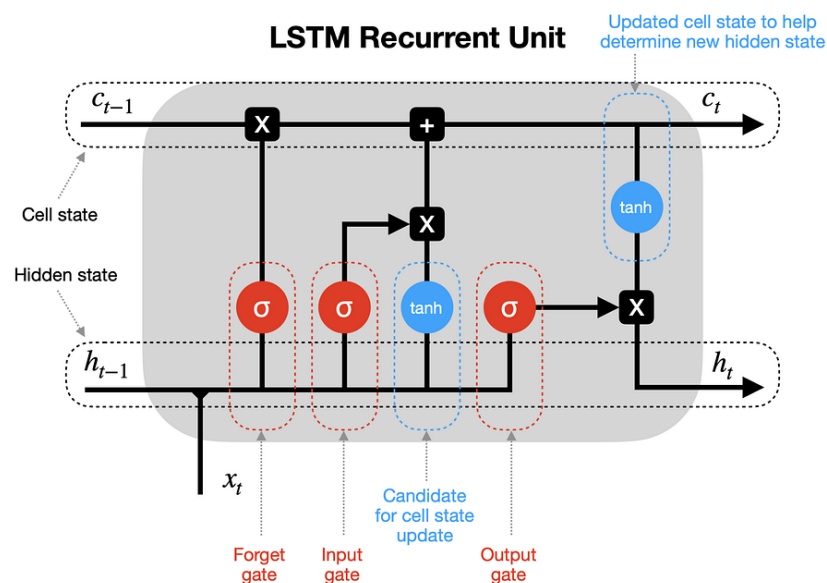 LSTM Recurrent Unit
Updated cell state to help
determine new hidden state
c_{t-1}
c_t
X
+
Cell state
X
tanh
Hidden state
σ
σ
tanh
σ
X
h_{t-1}
h_t
x_t
Candidate
for cell state
update
Forget
gate
Input
gate
Output
gate